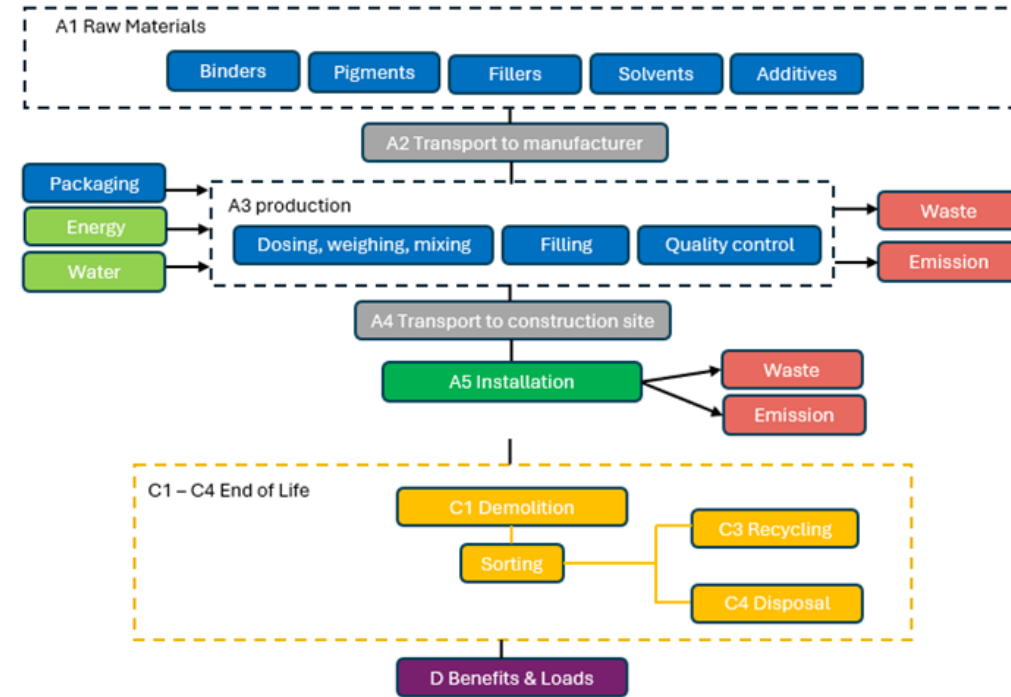 A1 Raw Materials
Binders
Pigments
Fillers
Solvents
Additives
A2 Transport to manufacturer
Packaging
Energy
Water
A3 production
Dosing, weighing, mixing
Filling
Quality control
Waste
Emission
A4 Transport to construction site
A5 Installation
Waste
Emission
C1 – C4 End of Life
C1 Demolition
Sorting
C3 Recycling
C4 Disposal
D Benefits & Loads